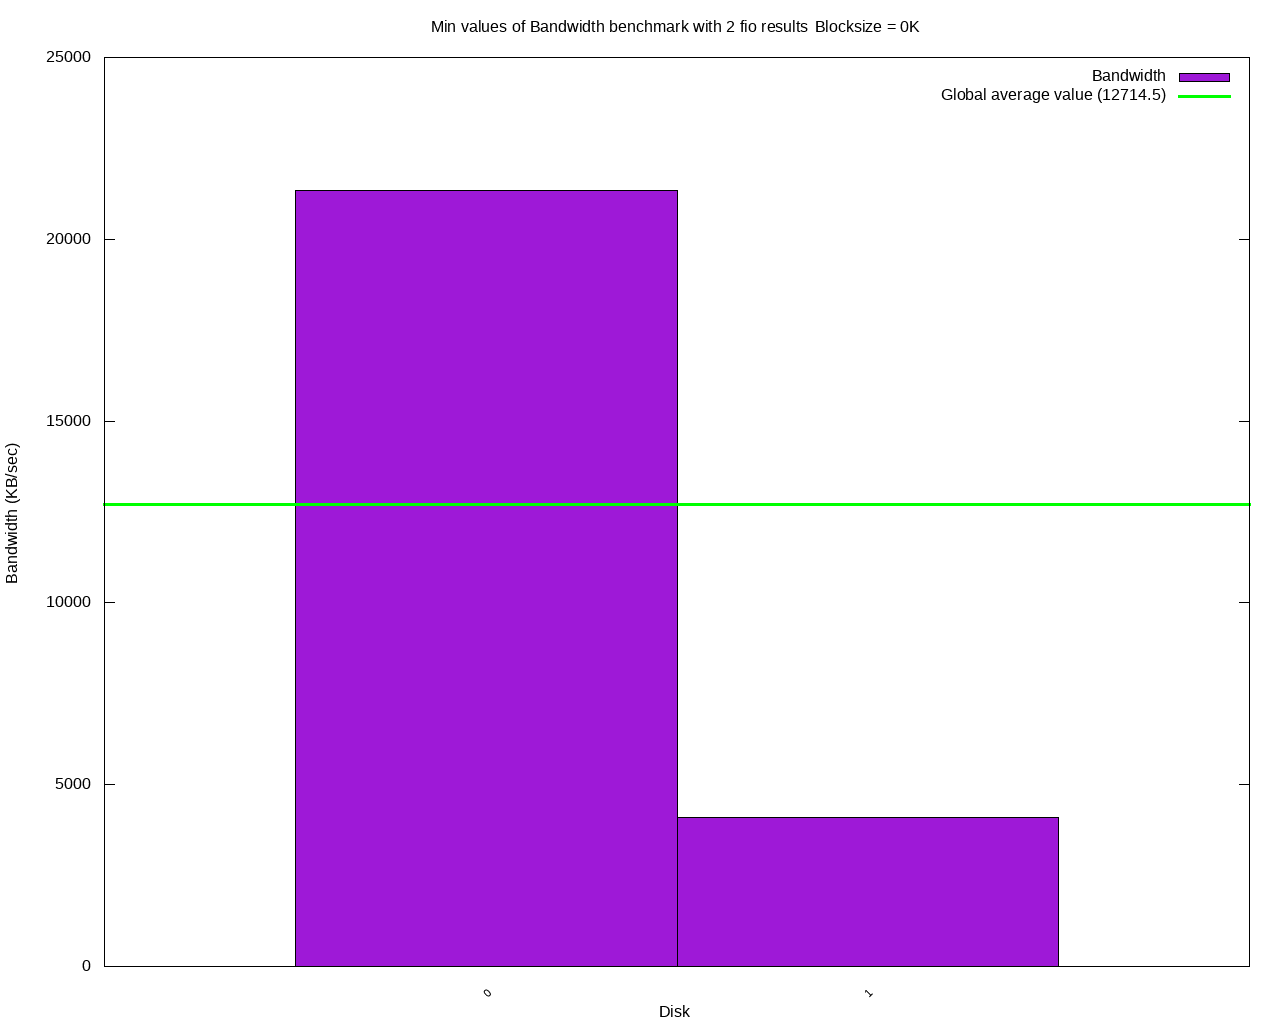 Min values of Bandwidth benchmark with 2 fio results Blocksize = 0K
25000
Bandwidth
Global average value (12714.5)
20000
15000
Bandwidth (KB/sec)
10000
5000
0
0
1
Disk